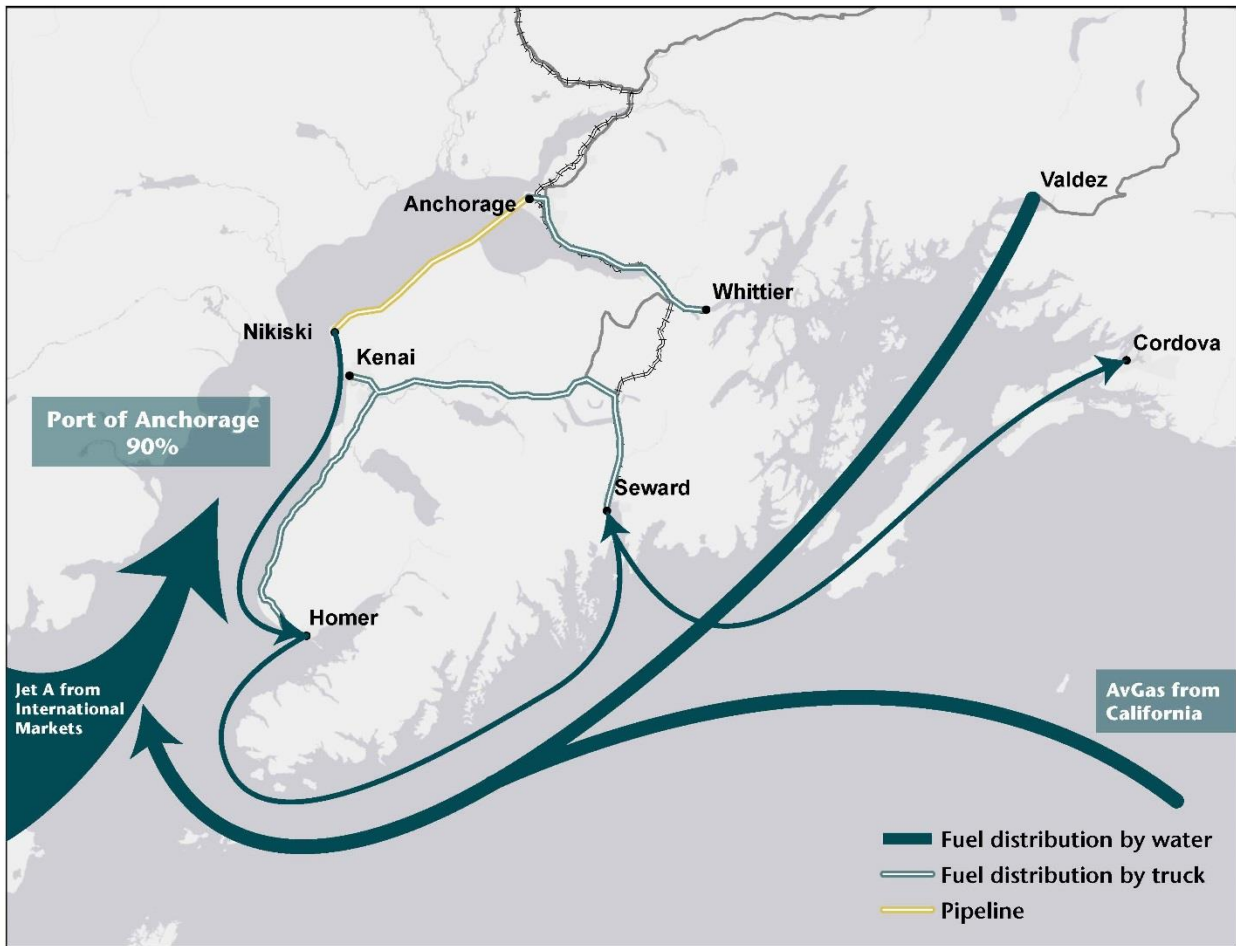 Valdez
Anchorage
Whittier
Nikiski
Kenai
Cordova
Port of Anchorage
90%
Seward
Homer
Jet A from
International
Markets
AvGas from
California
Fuel distribution by water
Fuel distribution by truck
Pipeline